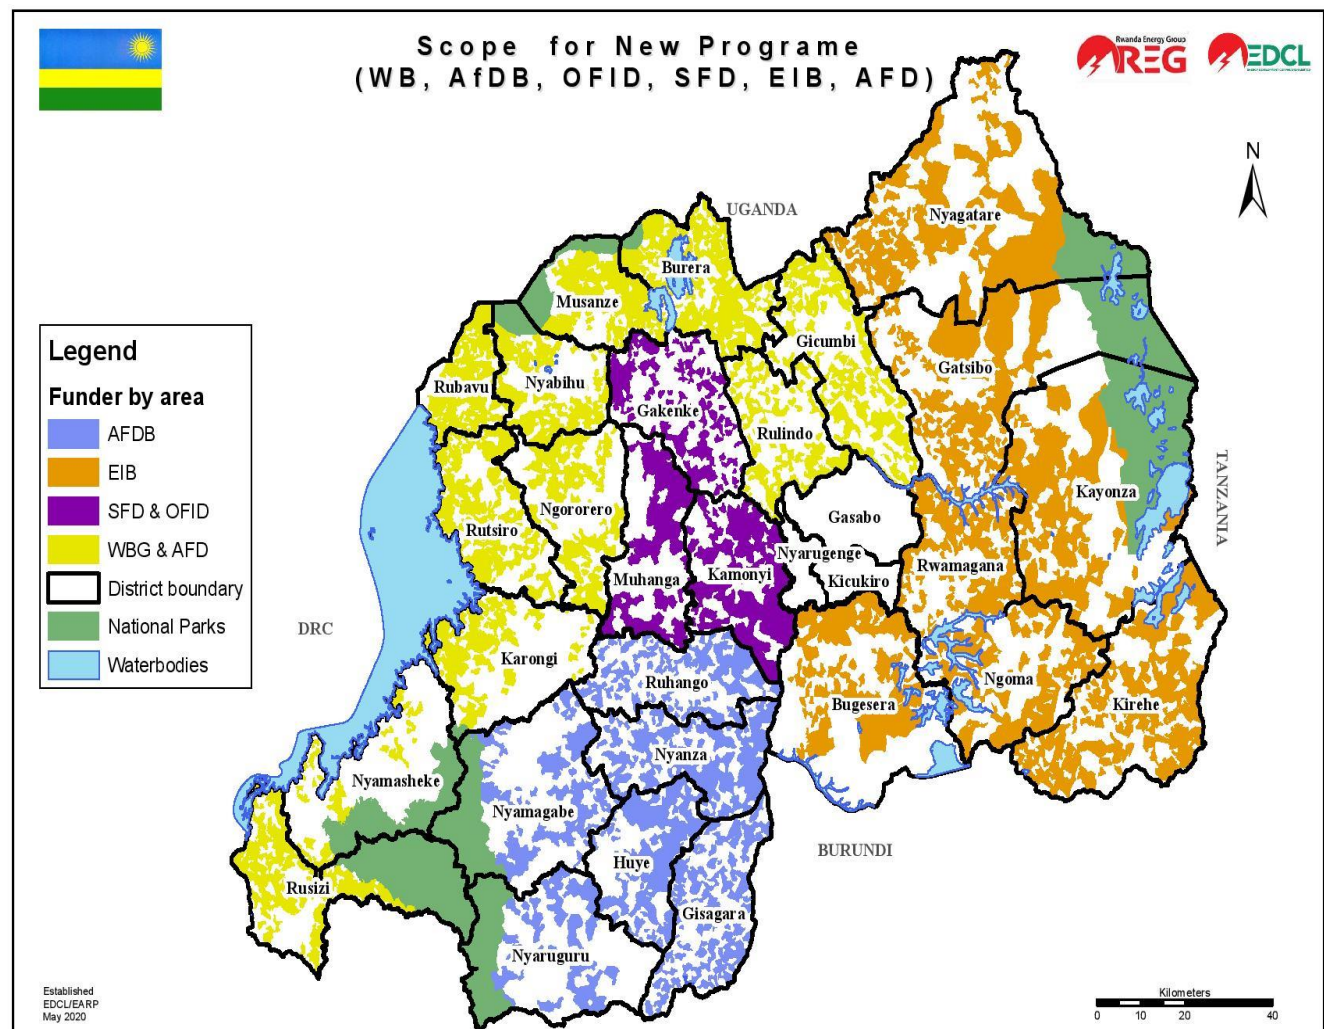 Scope for New Programe
(WB, AfDB, OFID, SFD, EIB, AFD)
Rwanda Energy Group
REG
EDCL
N
UGANDA
Nyagatare
Burera
Musanze
Gicumbi
Gatsibo
Rubavu
Nyabihu
Gakenke
Rulindo
Kayonza
TANZANIA
Gasabo
Ngororero
Rutsiro
Nyarugenge
Kicukiro
Rwamagana
Muhanga
Kamonyi
DRC
Karongi
Ruhango
Bugesera
Ngoma
Kirehe
Nyanza
Nyamasheke
Nyamagabe
Huye
BURUNDI
Rusizi
Gisagara
Nyaruguru
Legend
Funder by area
AFDB
EIB
SFD & OFID
WBG & AFD
District boundary
National Parks
Waterbodies
Established
EDCL/EARP
May 2020
Kilometers
0 10 20 40